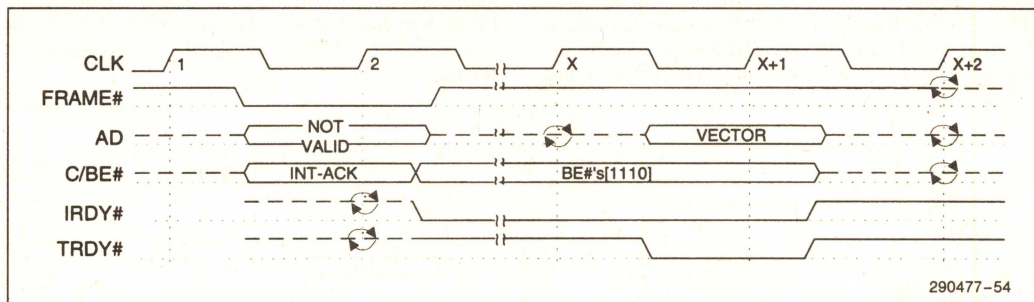 CLK 1 2 X X+1 X+2
FRAME#
AD NOT VALID VECTOR
C/BE# INT-ACK BE#'s[1110]
IRDY#
TRDY#
290477-54